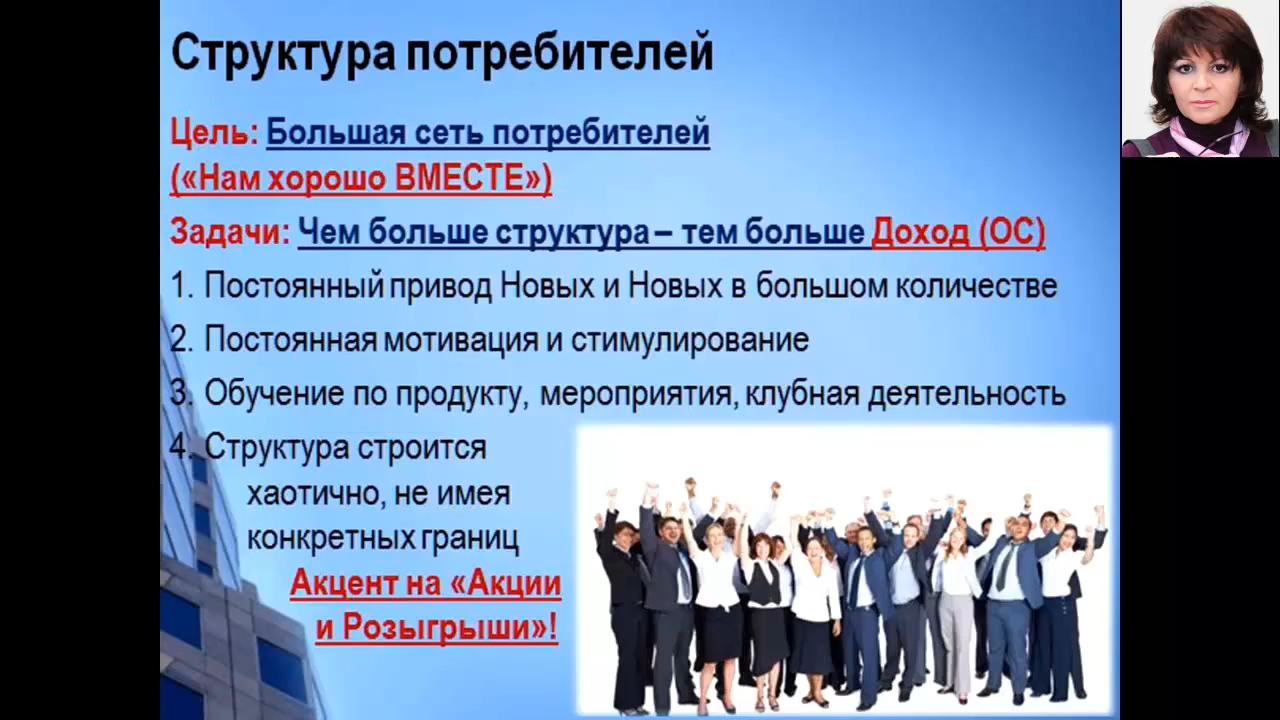 Структура потребителей
Цель: Большая сеть потребителей
(«Нам хорошо ВМЕСТЕ»)
Задачи: Чем больше структура – тем больше Доход (ОС)
1. Постоянный привод Новых и Новых в большом количестве
2. Постоянная мотивация и стимулирование
3. Обучение по продукту, мероприятия, клубная деятельность
4. Структура строится
хаотично, не имея
конкретных границ
Акцент на «Акции
и Розыгрыши»!